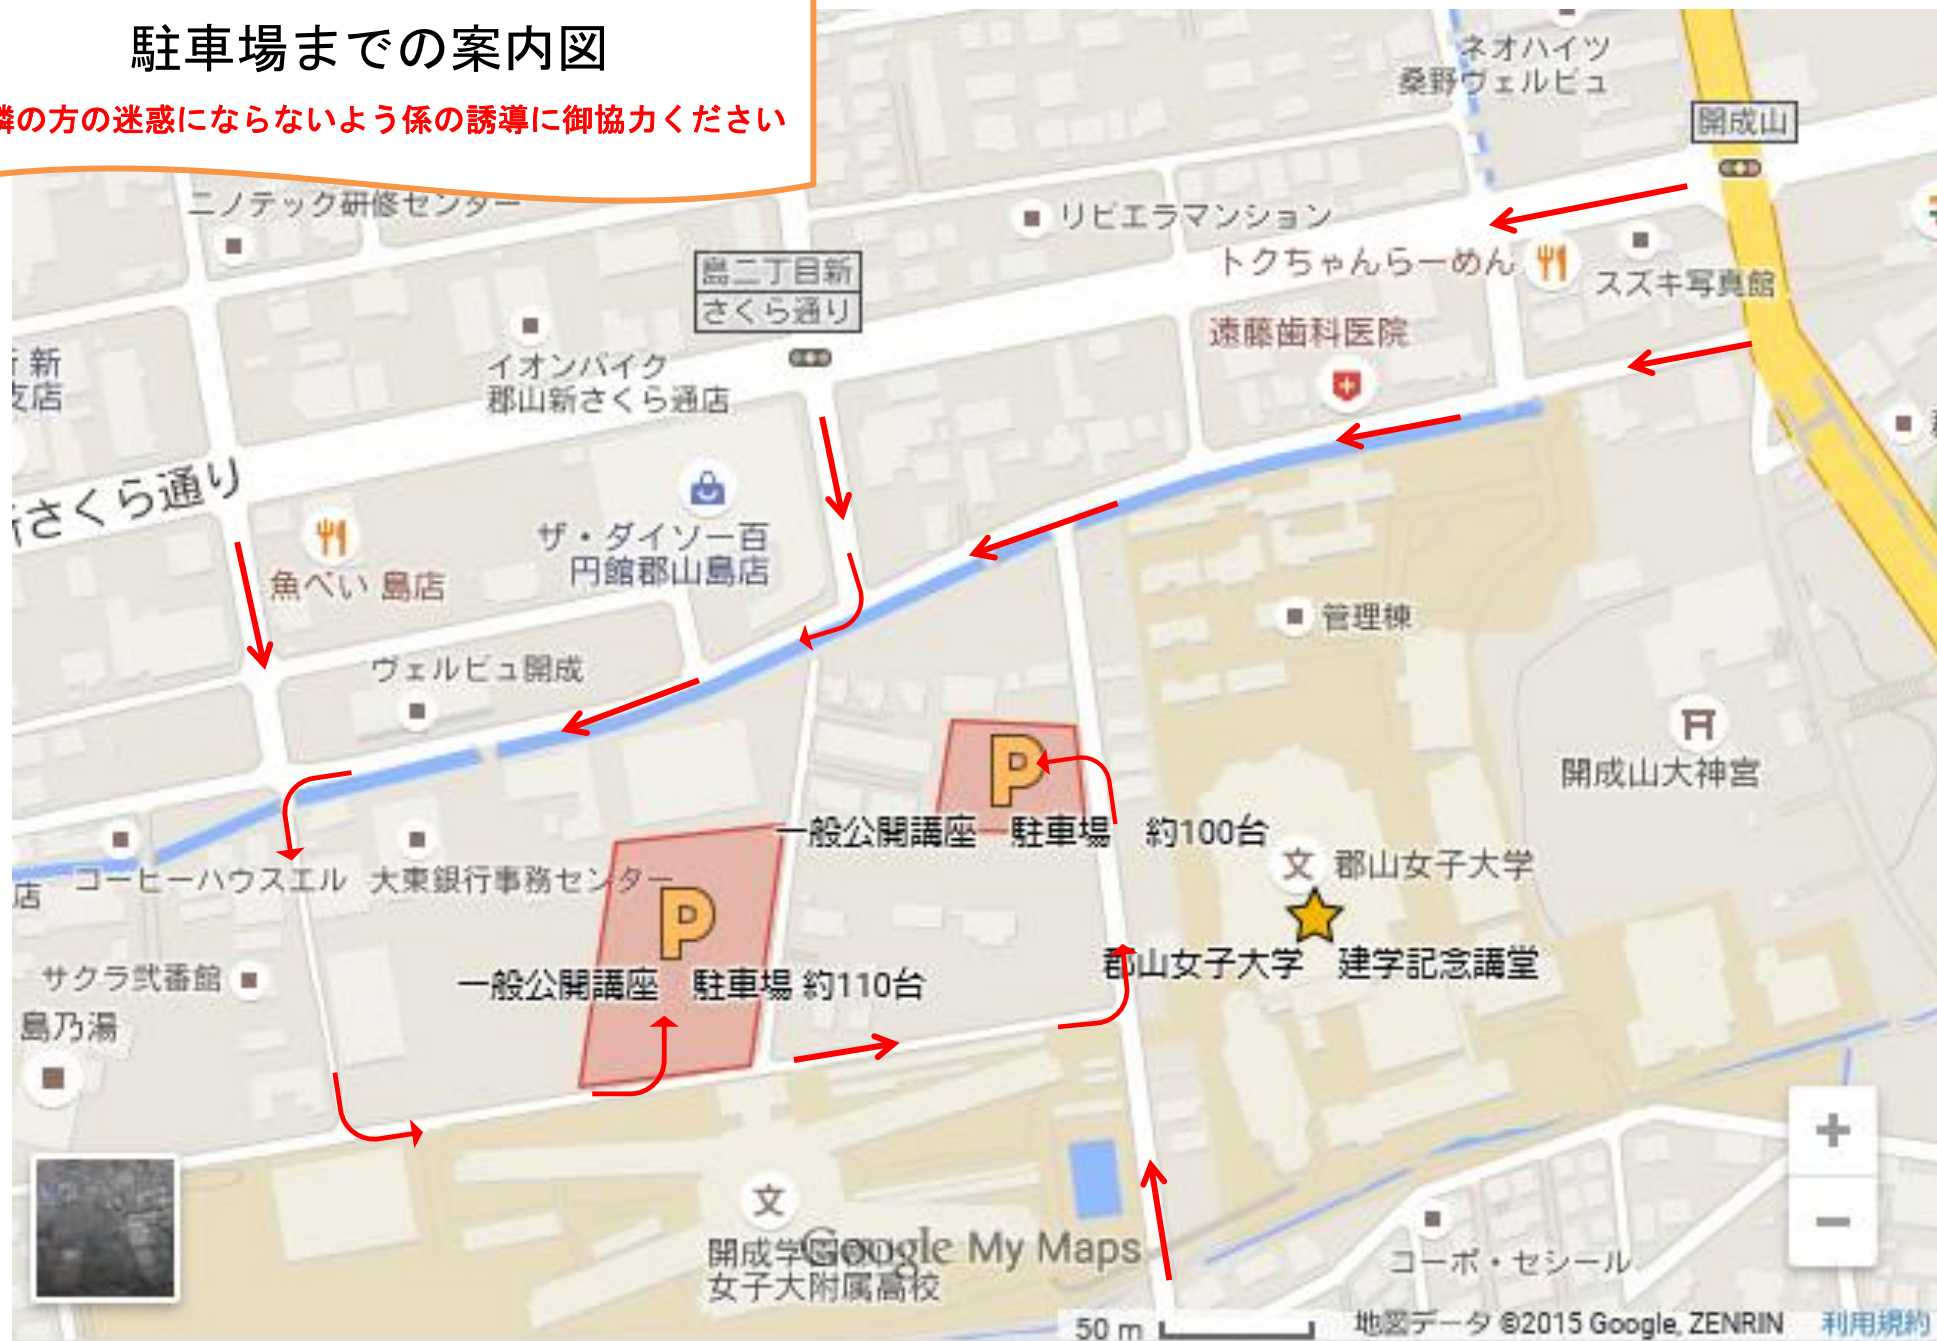 駐車場までの案内図
隣の方の迷惑にならないよう係の誘導に御協力ください
ネオハイツ
桑野ヴェルビュ
開成山
ニノテック研修センター
リビエラマンション
トクちゃんらーめん
スズキ写真館
島二丁目新
さくら通り
遠藤歯科医院
イオンバイク
郡山新さくら通店
新
支店
さくら通り
魚べい 島店
ザ・ダイソー百
円館郡山島店
管理棟
ヴェルビュ開成
開成山大神宮
P
一般公開講座 駐車場 約100台
文 郡山女子大学
コーヒーハウスエル
大東銀行事務センター
店
P
郡山女子大学 建学記念講堂
サクラ弐番館
一般公開講座 駐車場 約110台
島乃湯
文
開成学園
女子大附属高校
Google My Maps
コーポ・セシール
+
−
50 m
地図データ ©2015 Google, ZENRIN
利用規約